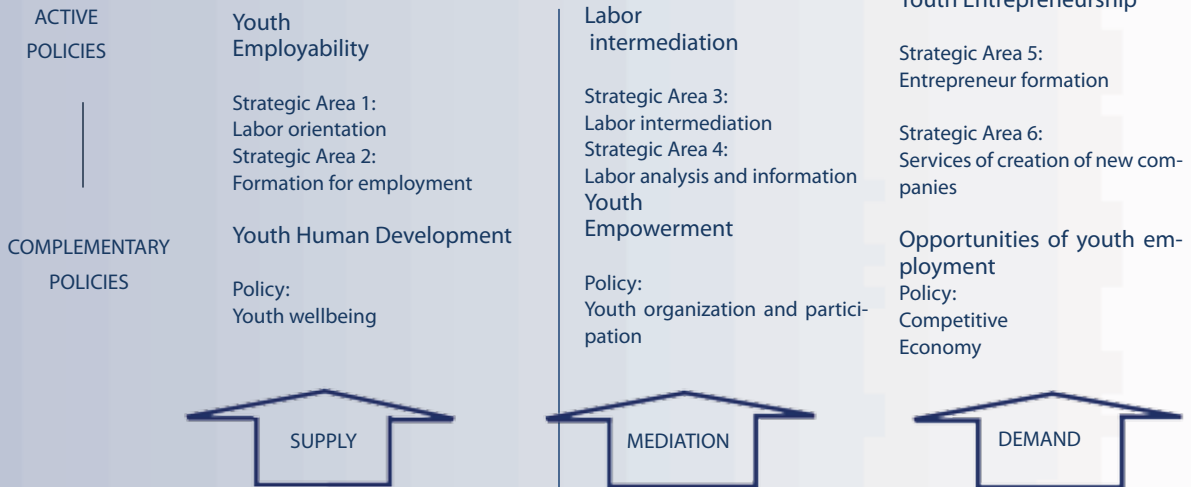 ACTIVE
POLICIES
COMPLEMENTARY
POLICIES
Youth
Employability
Strategic Area 1:
Labor orientation
Strategic Area 2:
Formation for employment
Youth Human Development
Policy:
Youth wellbeing
SUPPLY
Labor
intermediation
Strategic Area 3:
Labor intermediation
Strategic Area 4:
Labor analysis and information
Youth
Empowerment
Policy:
Youth organization and partici-
pation
MEDIATION
Youth Entrepreneurship
Strategic Area 5:
Entrepreneur formation
Strategic Area 6:
Services of creation of new com-
panies
Opportunities of youth em-
ployment
Policy:
Competitive
Economy
DEMAND